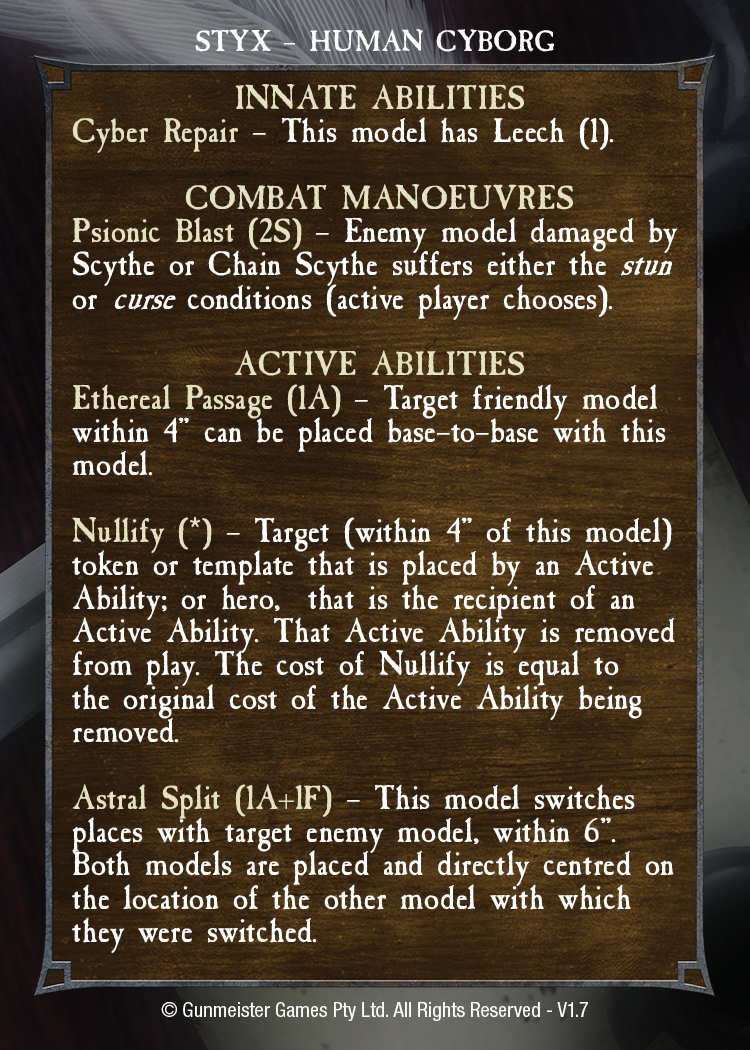 STYX - HUMAN CYBORG
INNATE ABILITIES
Cyber Repair – This model has Leech (1).
COMBAT MANOEUVRES
Psionic Blast (2S) – Enemy model damaged by
Scythe or Chain Scythe suffers either the stun
or curse conditions (active player chooses).
ACTIVE ABILITIES
Ethereal Passage (1A) – Target friendly model
within 4” can be placed base-to-base with this
model.
Nullify (*) – Target (within 4” of this model)
token or template that is placed by an Active
Ability; or hero, that is the recipient of an
Active Ability. That Active Ability is removed
from play. The cost of Nullify is equal to
the original cost of the Active Ability being
removed.
Astral Split (1A+1F) – This model switches
places with target enemy model, within 6”.
Both models are placed and directly centred on
the location of the other model with which
they were switched.
© Gunmeister Games Pty Ltd. All Rights Reserved - V1.7